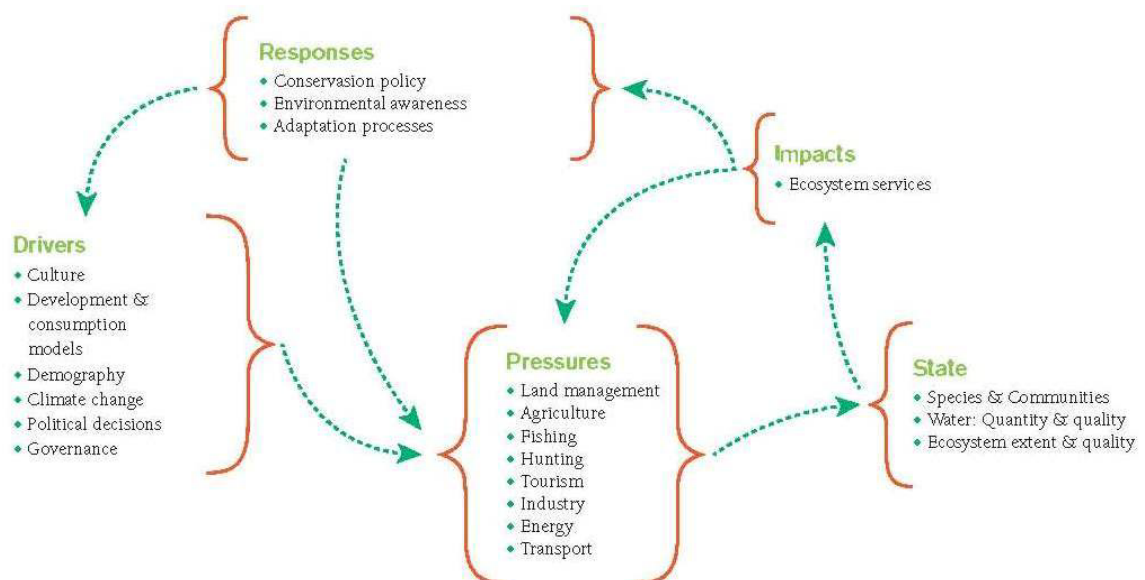 Responses
◆ Conservasion policy
◆ Environmental awareness
◆ Adaptation processes
Impacts
◆ Ecosystem services
Drivers
◆ Culture
◆ Development &
consumption
models
◆ Demography
◆ Climate change
◆ Political decisions
◆ Governance
Pressures
◆ Land management
◆ Agriculture
◆ Fishing
◆ Hunting
◆ Tourism
◆ Industry
◆ Energy
◆ Transport
State
◆ Species & Communities
◆ Water: Quantity & quality
◆ Ecosystem extent & quality